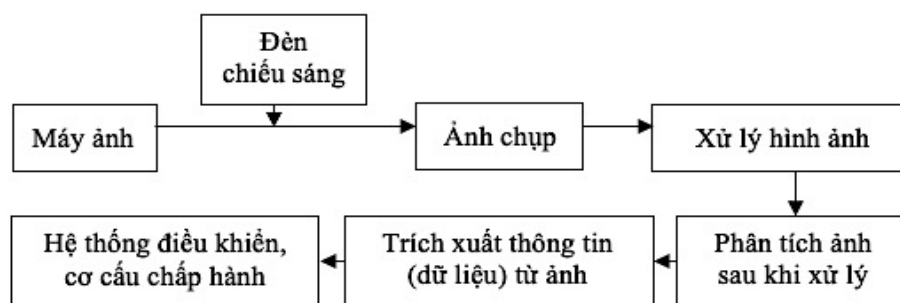 Đèn
chiếu sáng
Máy ảnh
Ảnh chụp
Xử lý hình ảnh
Phân tích ảnh
sau khi xử lý
Trích xuất thông tin
(dữ liệu) từ ảnh
Hệ thống điều khiển,
cơ cấu chấp hành